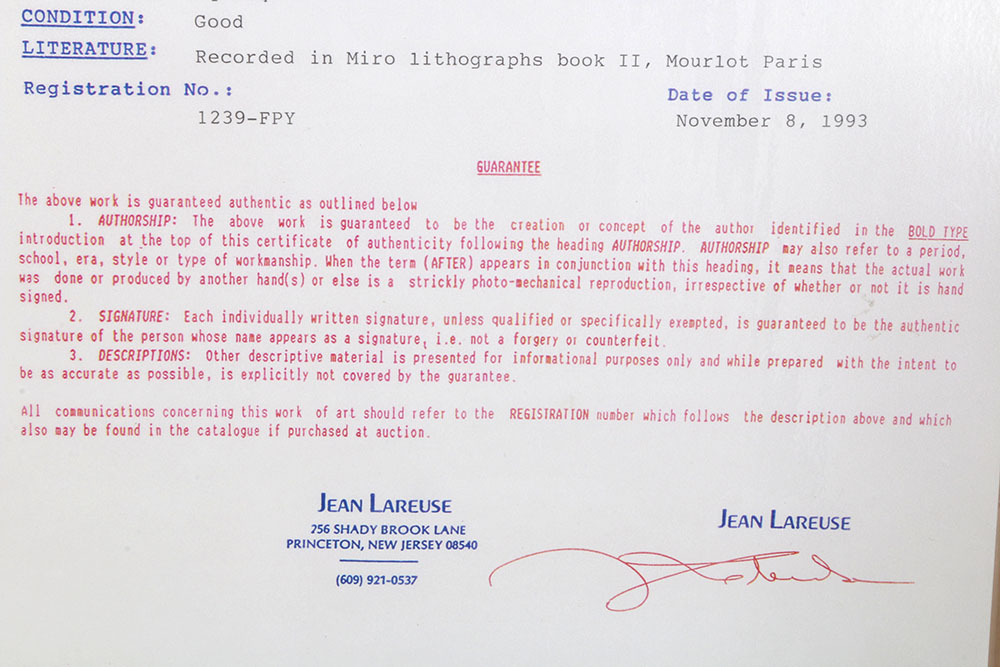 CONDITION: Good
LITERATURE: Recorded in Miro lithographs book II, Mourlot Paris
Registration No.: Date of Issue:
1239-FPY November 8, 1993
GUARANTEE
The above work is guaranteed authentic as outlined below
1. AUTHORSHIP: The above work is guaranteed to be the creation or concept of the author identified in the BOLD TYPE
introduction at the top of this certificate of authenticity following the heading AUTHORSHIP. AUTHORSHIP may also refer to a period,
school, era, style or type of workmanship. When the term (AFTER) appears in conjunction with this heading, it means that the actual work
was done or produced by another hand(s) or else is a strickly photo-mechanical reproduction, irrespective of whether or not it is hand
signed.
2. SIGNATURE: Each individually written signature, unless qualified or specifically exempted, is guaranteed to be the authentic
signature of the person whose name appears as a signature, i.e. not a forgery or counterfeit.
3. DESCRIPTIONS: Other descriptive material is presented for informational purposes only and while prepared with the intent to
be as accurate as possible, is explicitly not covered by the guarantee.
All communications concerning this work of art should refer to the REGISTRATION number which follows the description above and which
also may be found in the catalogue if purchased at auction.
JEAN LAREUSE
256 SHADY BROOK LANE
PRINCETON, NEW JERSEY 08540
(609) 921-0537
JEAN LAREUSE